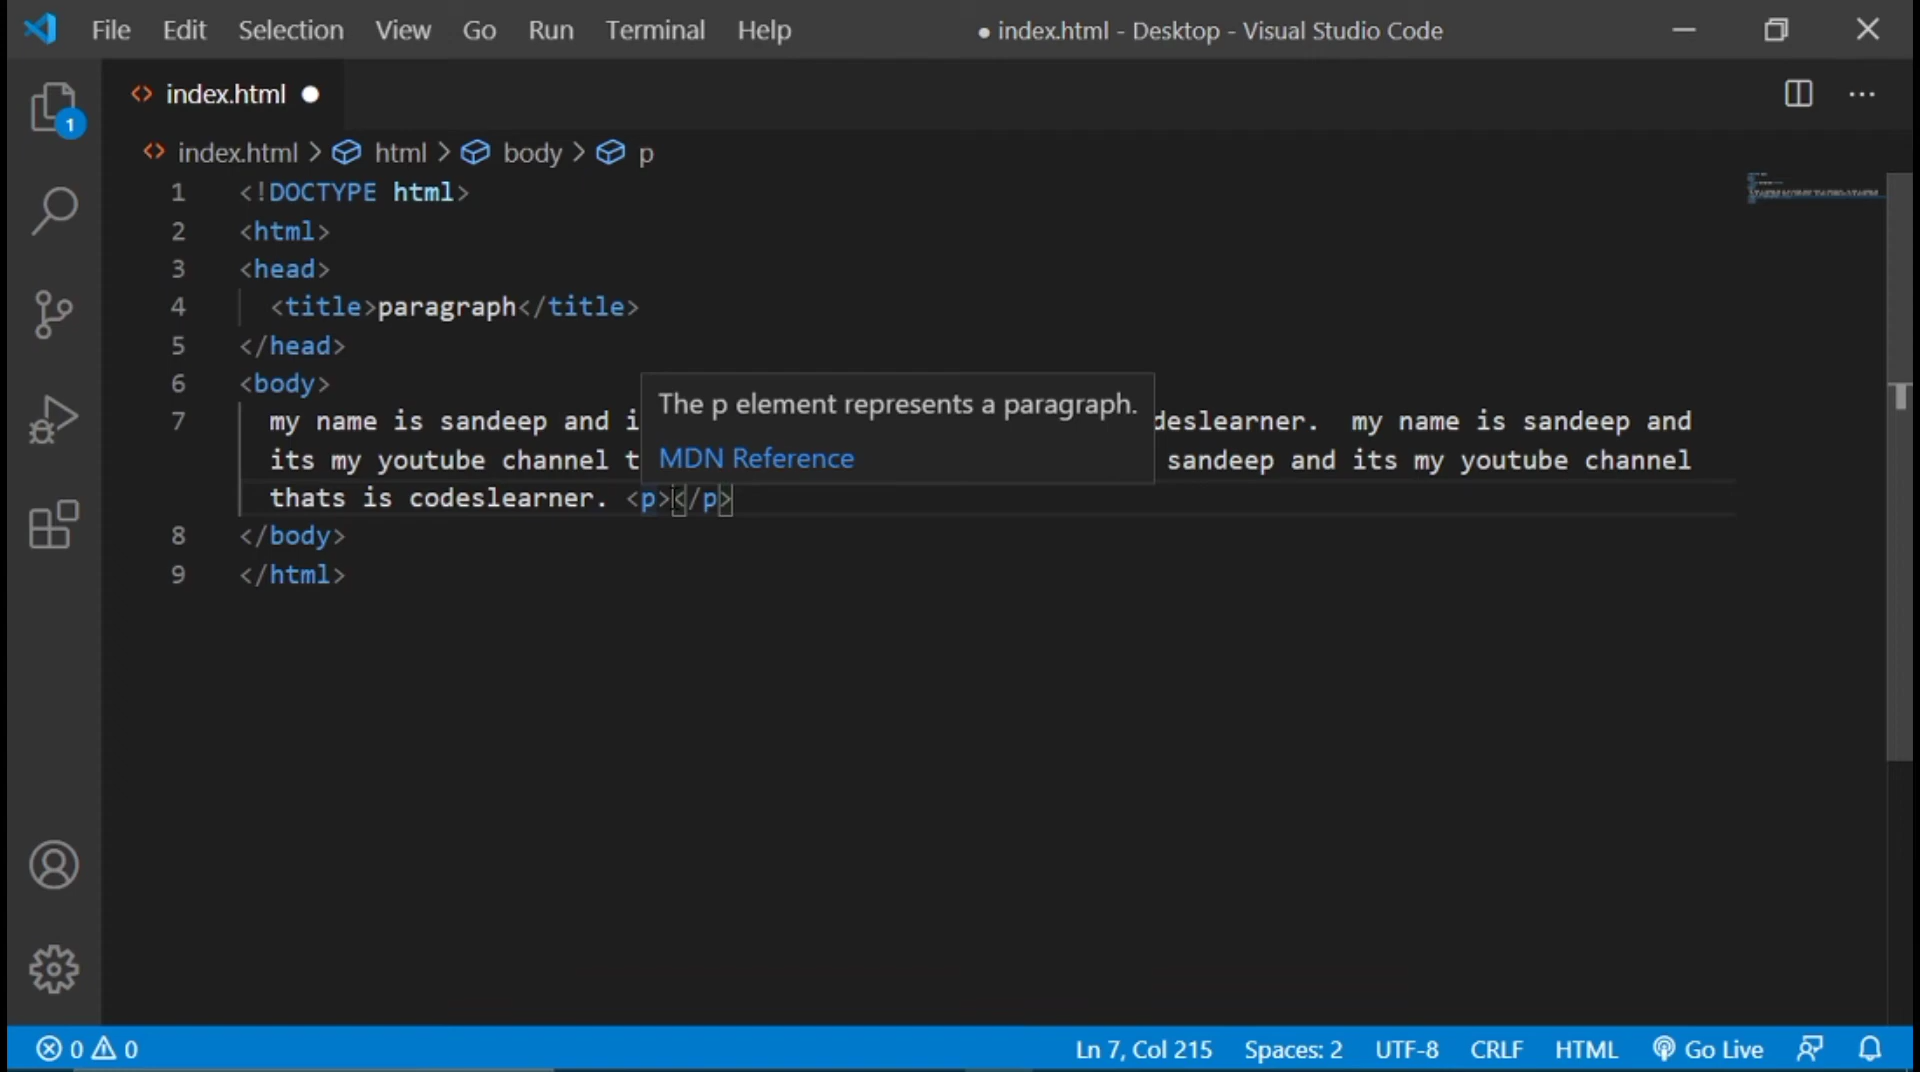 File Edit Selection View Go Run Terminal Help ● index.html - Desktop - Visual Studio Code
1
<> index.html ●
<> index.html > html > body > p
1 <!DOCTYPE html>
2 <html>
3 <head>
4 <title>paragraph</title>
5 </head>
6 <body>
The p element represents a paragraph.
7 my name is sandeep and i deslearner. my name is sandeep and
MDN Reference
its my youtube channel t sandeep and its my youtube channel
thats is codeslearner. <p></p>
8 </body>
9 </html>
0 0 Ln 7, Col 215 Spaces: 2 UTF-8 CRLF HTML Go Live